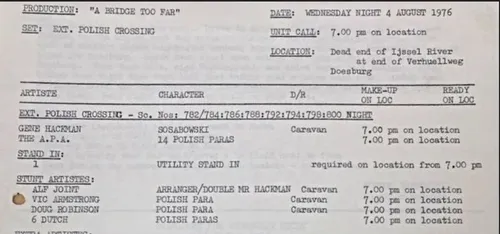 PRODUCTION: "A BRIDGE TOO FAR" DATE: WEDNESDAY NIGHT 4 AUGUST 1976
SET: EXT. POLISH CROSSING UNIT CALL: 7.00 pm on location
LOCATION: Dead end of Ijssel River
at end of Verhuellweg
Doesburg
ARTISTE CHARACTER D/R MAKE-UP ON LOC READY ON LOC
EXT. POLISH CROSSING - Sc. Nos: 782/784:786:788:792:794:798:800 NIGHT
GENE HACKMAN SOSABOWSKI Caravan 7.00 pm on location
THE A.P.A. 14 POLISH PARAS 7.00 pm on location
STAND IN:
1 UTILITY STAND IN required on location from 7.00 pm
STUNT ARTISTES:
ALF JOINT ARRANGER/DOUBLE MR HACKMAN Caravan 7.00 pm on location
VIC ARMSTRONG POLISH PARA Caravan 7.00 pm on location
DOUG ROBINSON POLISH PARA Caravan 7.00 pm on location
6 DUTCH POLISH PARAS 7.00 pm on location